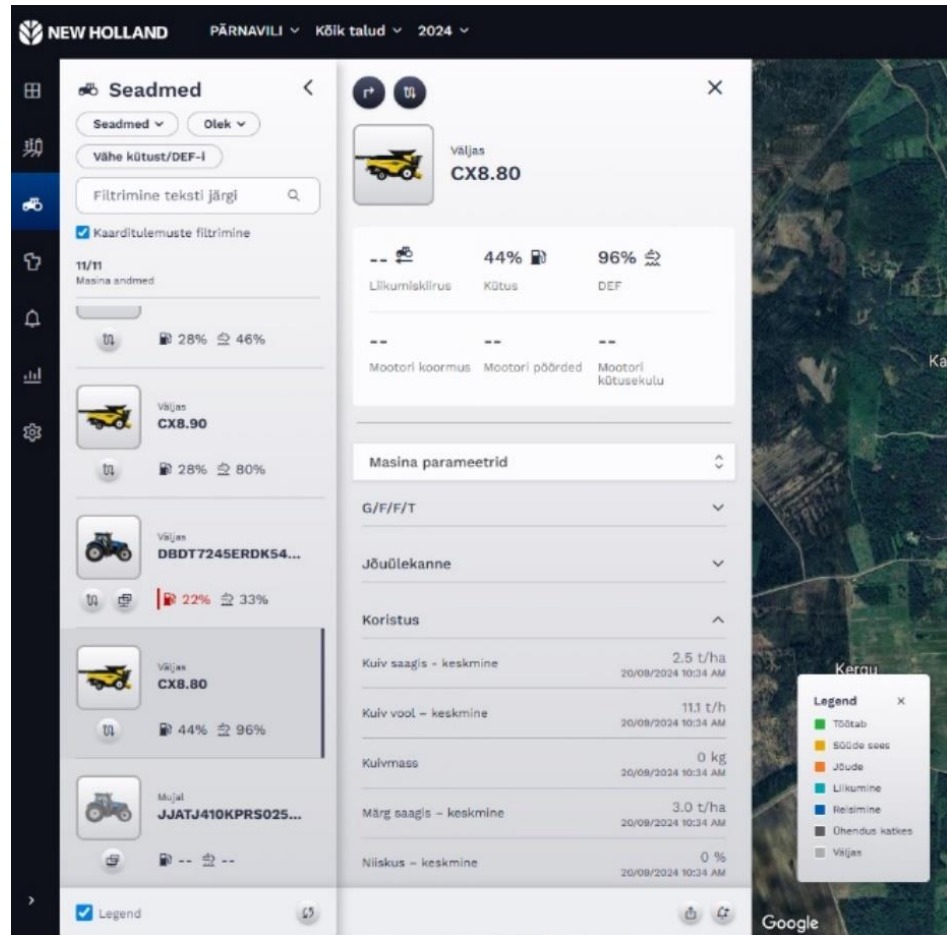 NEW HOLLAND PÄRNAVILI Kõik talud 2024
Seadmed
Seadmed Olek
Vähe kütust/DEF-i
Filtrimine teksti järgi
Kaarditulemuste filtrimine
11/11
Masina andmed
28% 46%
Väljas
CX8.90
28% 80%
Väljas
DBDT7245ERDK54...
22% 33%
Väljas
CX8.80
44% 96%
Mujal
JJATJ410KPRS025...
-- --
Legend
Väljas
CX8.80
-- 44% 96%
Liikumiskiirus Kütus DEF
-- -- --
Mootori koormus Mootori pöörded Mootori
kütusekulu
Masina parameetrid
G/F/F/T
Jõuülekanne
Koristus
Kuiv saagis - keskmine 2.5 t/ha
20/09/2024 10:34 AM
Kuiv vool – keskmine 11.1 t/h
20/09/2024 10:34 AM
Kuivmass 0 kg
20/09/2024 10:34 AM
Märg saagis – keskmine 3.0 t/ha
20/09/2024 10:34 AM
Niiskus – keskmine 0 %
20/09/2024 10:34 AM
Ka
Kergu
Legend
Töötab
Süüde sees
Jõude
Liikumine
Reisimine
Ühendus katkes
Väljas
Google